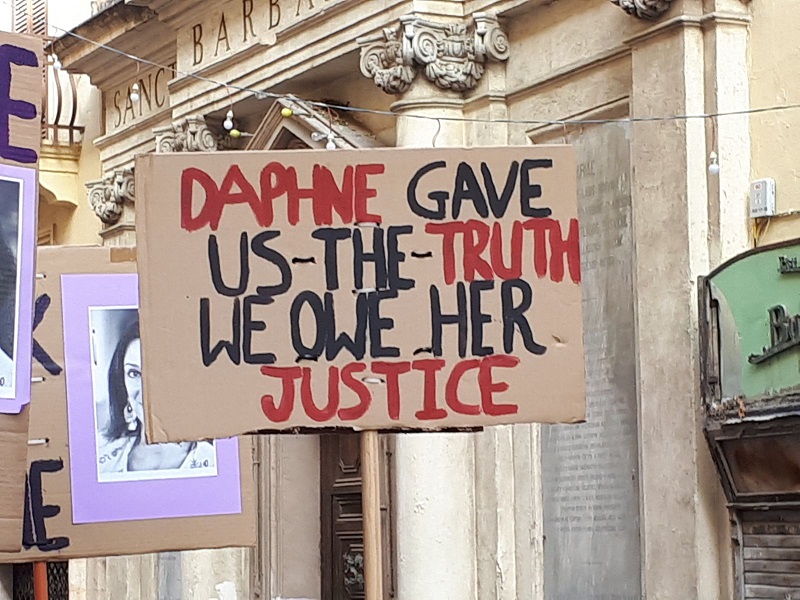 SANCT BARBA
E
DAPHNE GAVE
US-THE-TRUTH
WE OWE HER
JUSTICE
K
E